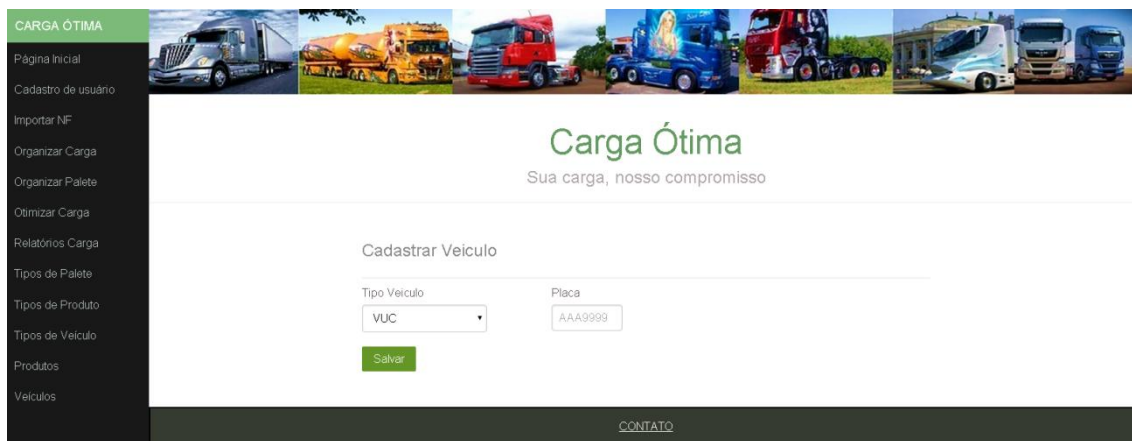 CARGA ÓTIMA
Página Inicial
Cadastro de usuário
Importar NF
Organizar Carga
Organizar Palete
Otimizar Carga
Relatórios Carga
Tipos de Palete
Tipos de Produto
Tipos de Veículo
Produtos
Veículos
Carga Ótima
Sua carga, nosso compromisso
Cadastrar Veiculo
Tipo Veiculo Placa
VUC AAA9999
Salvar
CONTATO